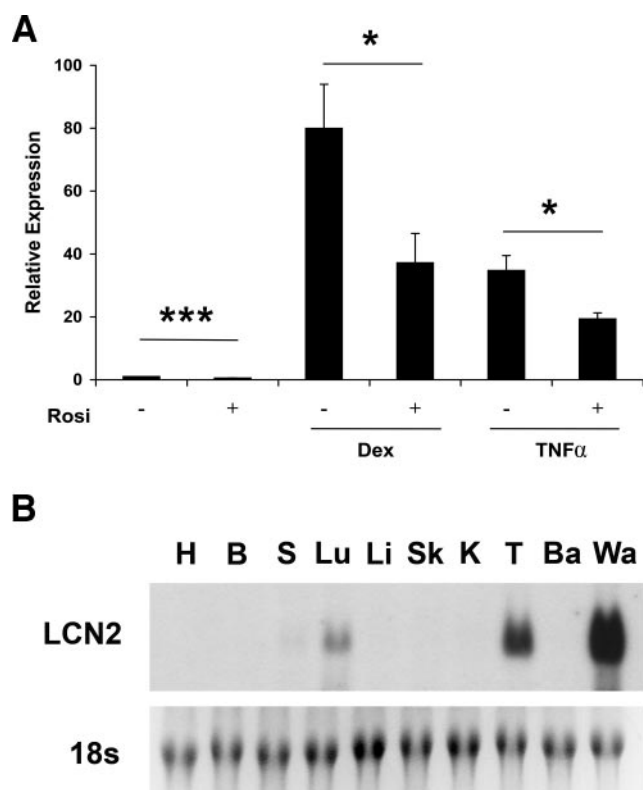 A
*
100
80
60
40
20
0
Relative Expression
***
*
Rosi - + - + - +
Dex TNFα
B
H B S Lu Li Sk K T Ba Wa
LCN2
18s